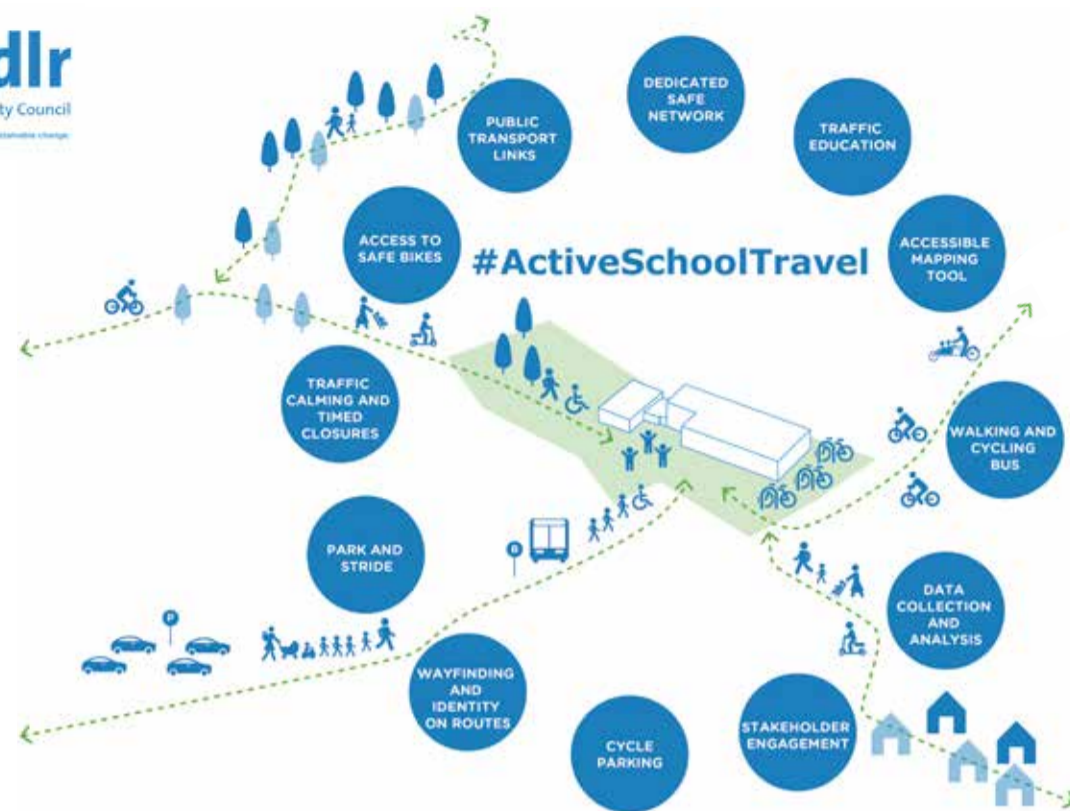 dlr
ty Council
stainable change.
DEDICATED
SAFE
NETWORK
PUBLIC
TRANSPORT
LINKS
TRAFFIC
EDUCATION
ACCESS TO
SAFE BIKES
#ActiveSchoolTravel
ACCESSIBLE
MAPPING
TOOL
TRAFFIC
CALMING AND
TIMED
CLOSURES
WALKING AND
CYCLING
BUS
PARK AND
STRIDE
B
P
DATA
COLLECTION
AND
ANALYSIS
WAYFINDING
AND
IDENTITY
ON ROUTES
CYCLE
PARKING
STAKEHOLDER
ENGAGEMENT